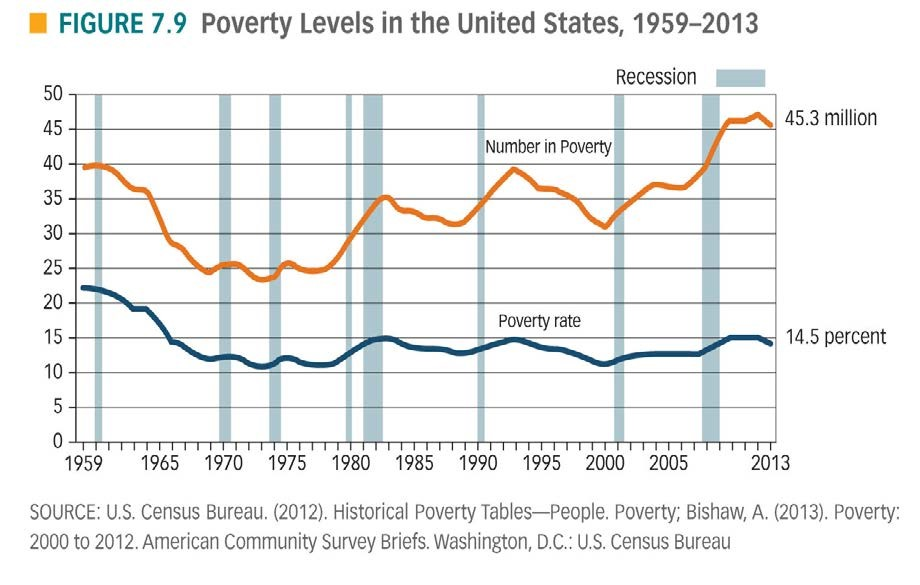 FIGURE 7.9 Poverty Levels in the United States, 1959–2013
Recession
50
45
45.3 million
40
Number in Poverty
35
30
25
20
Poverty rate
15
14.5 percent
10
5
0
1959 1965 1970 1975 1980 1985 1990 1995 2000 2005 2013
SOURCE: U.S. Census Bureau. (2012). Historical Poverty Tables—People. Poverty; Bishaw, A. (2013). Poverty:
2000 to 2012. American Community Survey Briefs. Washington, D.C.: U.S. Census Bureau